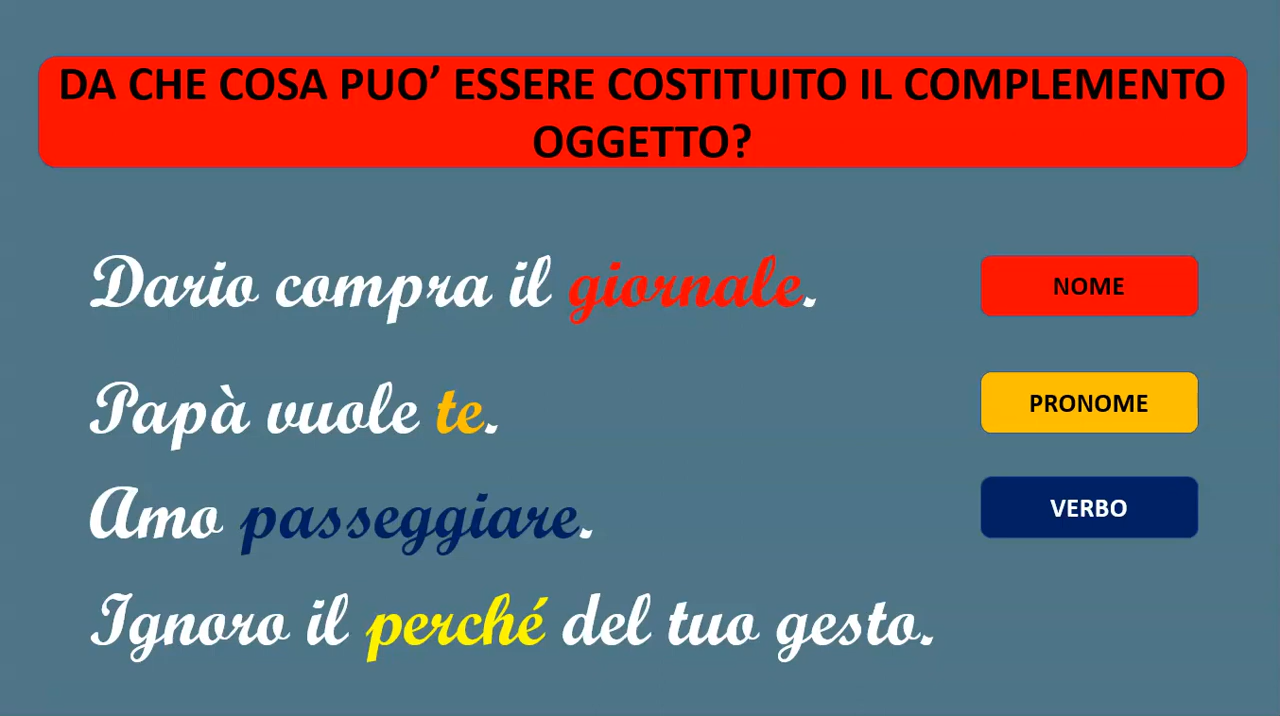 DA CHE COSA PUO’ ESSERE COSTITUITO IL COMPLEMENTO
OGGETTO?
Dario compra il giornale.
NOME
Papà vuole te.
PRONOME
Amo passeggiare.
VERBO
Ignoro il perché del tuo gesto.